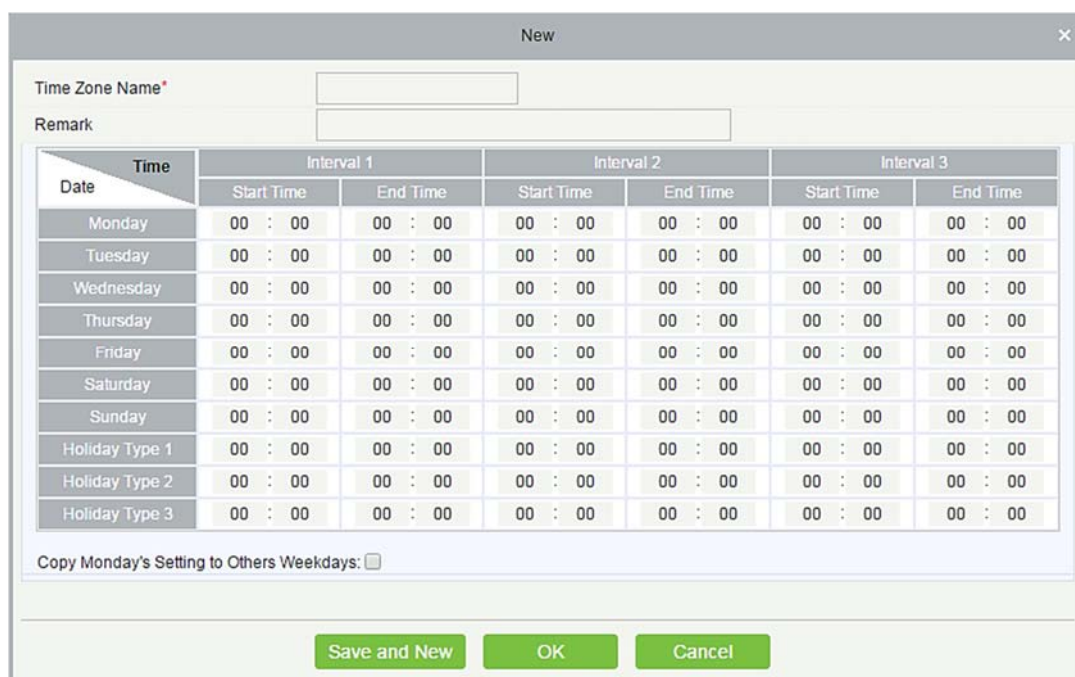 New ×
Time Zone Name*
Remark
Time Interval 1 Interval 2 Interval 3
Date Start Time End Time Start Time End Time Start Time End Time
Monday 00 : 00 00 : 00 00 : 00 00 : 00 00 : 00 00 : 00
Tuesday 00 : 00 00 : 00 00 : 00 00 : 00 00 : 00 00 : 00
Wednesday 00 : 00 00 : 00 00 : 00 00 : 00 00 : 00 00 : 00
Thursday 00 : 00 00 : 00 00 : 00 00 : 00 00 : 00 00 : 00
Friday 00 : 00 00 : 00 00 : 00 00 : 00 00 : 00 00 : 00
Saturday 00 : 00 00 : 00 00 : 00 00 : 00 00 : 00 00 : 00
Sunday 00 : 00 00 : 00 00 : 00 00 : 00 00 : 00 00 : 00
Holiday Type 1 00 : 00 00 : 00 00 : 00 00 : 00 00 : 00 00 : 00
Holiday Type 2 00 : 00 00 : 00 00 : 00 00 : 00 00 : 00 00 : 00
Holiday Type 3 00 : 00 00 : 00 00 : 00 00 : 00 00 : 00 00 : 00
Copy Monday's Setting to Others Weekdays:
Save and New OK Cancel